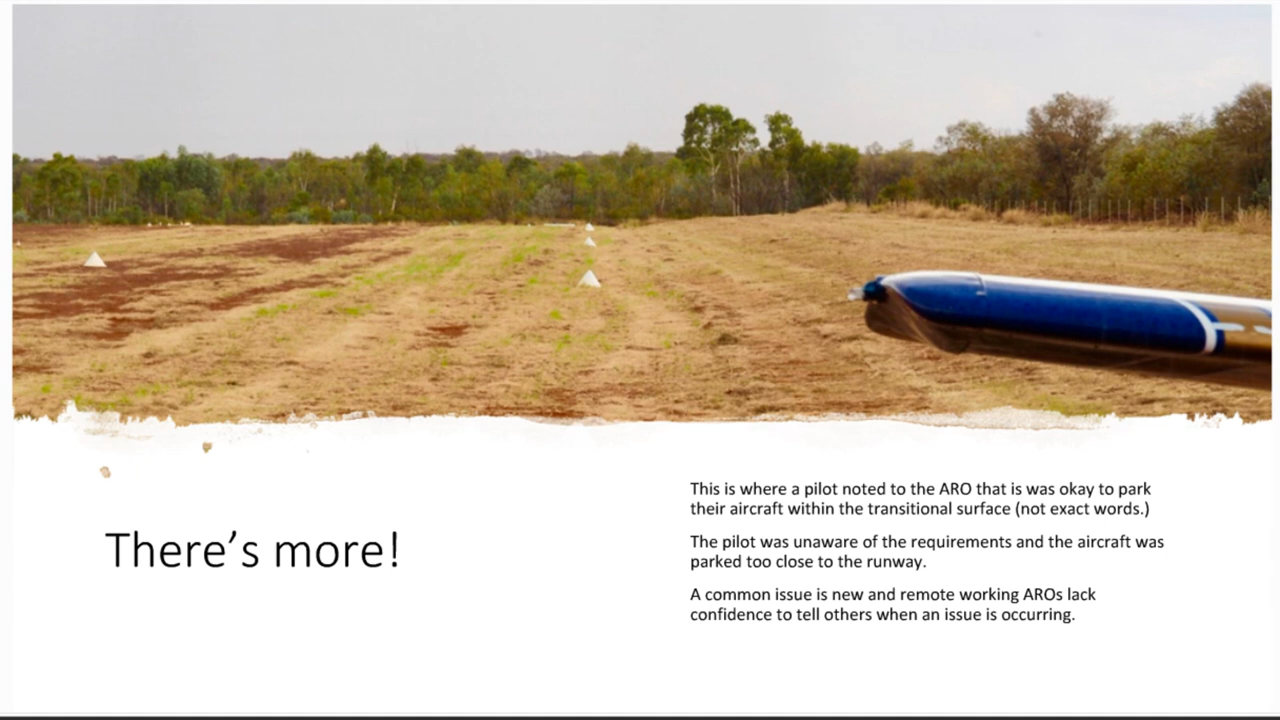 There's more!
This is where a pilot noted to the ARO that is was okay to park
their aircraft within the transitional surface (not exact words.)
The pilot was unaware of the requirements and the aircraft was
parked too close to the runway.
A common issue is new and remote working AROs lack
confidence to tell others when an issue is occurring.